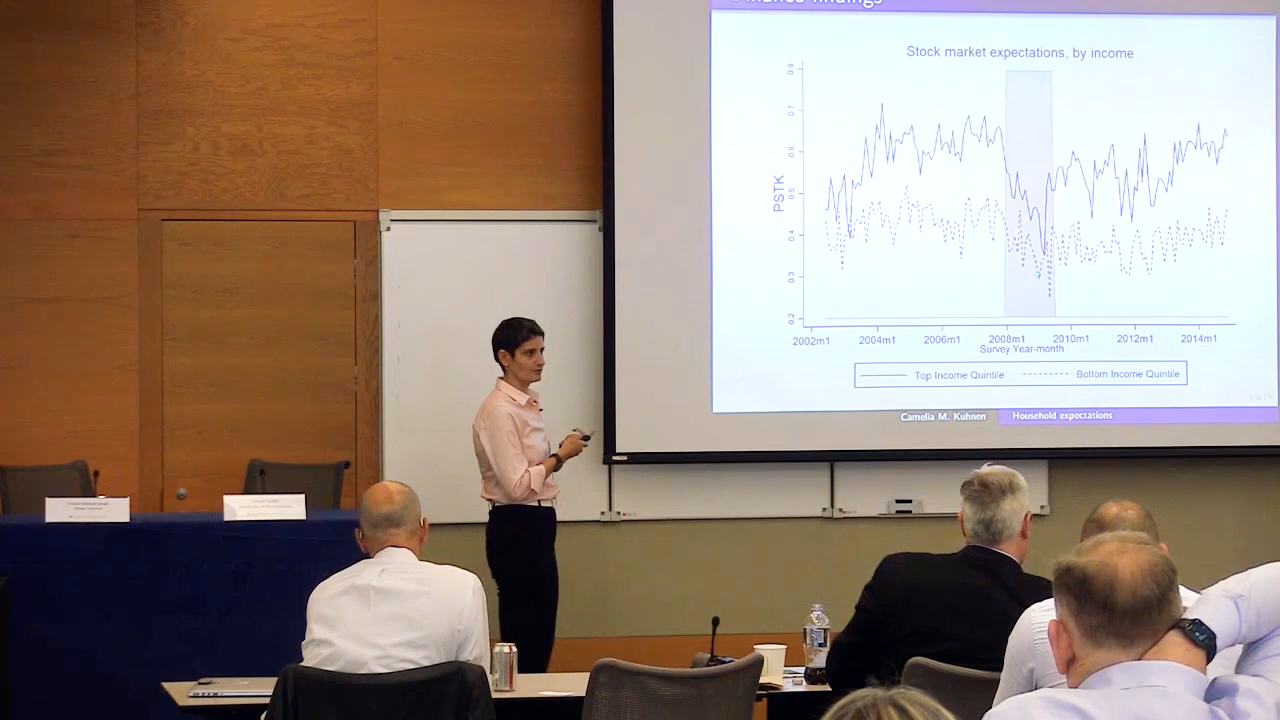 Finance findings
Stock market expectations, by income
PSTK
0.8
0.7
0.6
0.5
0.4
0.3
0.2
2002m1 2004m1 2006m1 2008m1 2010m1 2012m1 2014m1
Survey Year-month
Top Income Quintile Bottom Income Quintile
Camelia M. Kuhnen Household expectations